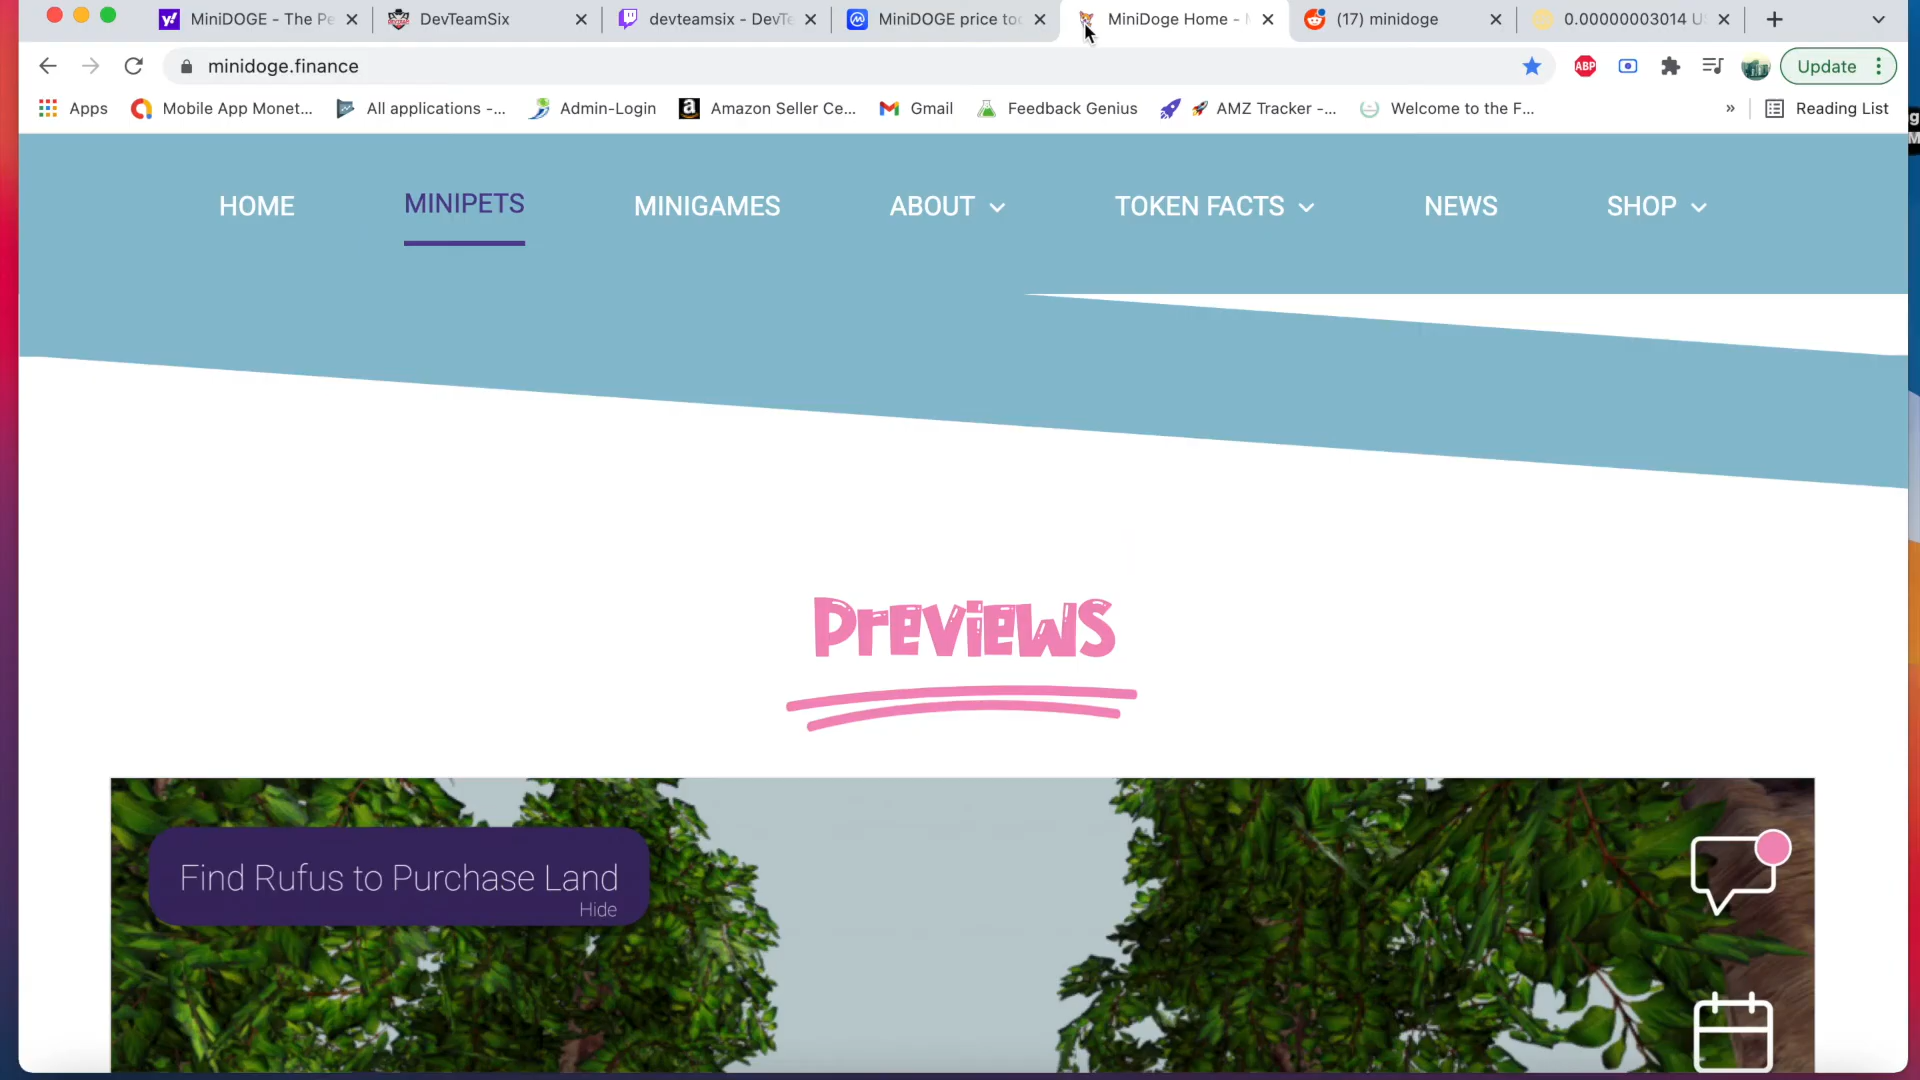 MiniDOGE - The Pe
DevTeamSix
devteamsix - DevTe
MiniDOGE price tod
MiniDoge Home - M
(17) minidoge
0.00000003014 U
minidoge.finance
ABP
Update
Apps
Mobile App Monet...
All applications -...
Admin-Login
Amazon Seller Ce...
Gmail
Feedback Genius
AMZ Tracker -...
Welcome to the F...
»
Reading List
HOME
MINIPETS
MINIGAMES
ABOUT
TOKEN FACTS
NEWS
SHOP
Previews
Find Rufus to Purchase Land
Hide